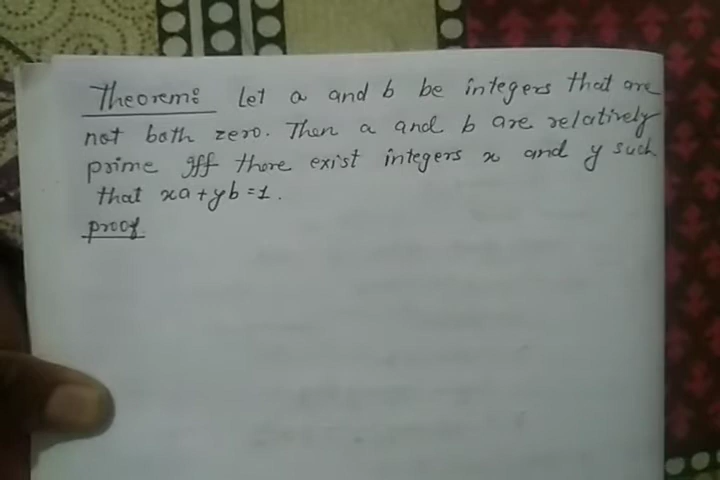 Theorem: Let a and b be integers that are
not both zero. Then a and b are relatively
prime iff there exist integers x and y such
that xa + yb = 1.
proof